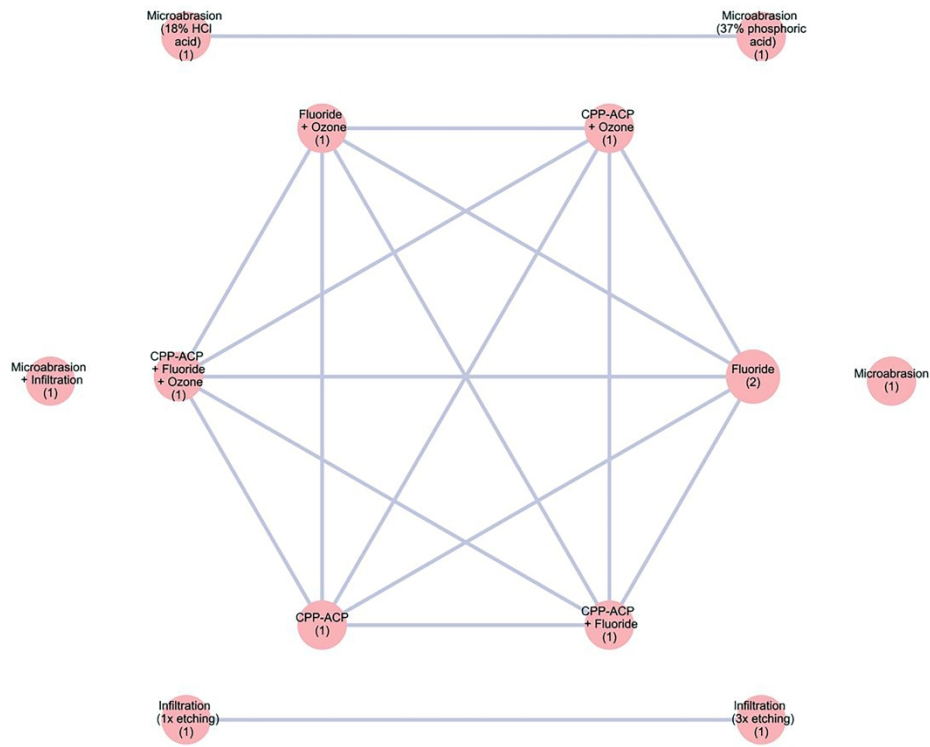 Microabrasion
(18% HCl
acid)
(1)
Microabrasion
(37% phosphoric
acid)
(1)
Fluoride
+ Ozone
(1)
CPP-ACP
+ Ozone
(1)
Microabrasion
+ Infiltration
(1)
CPP-ACP
+ Fluoride
+ Ozone
(1)
Fluoride
(2)
Microabrasion
(1)
CPP-ACP
(1)
CPP-ACP
+ Fluoride
(1)
Infiltration
(1x etching)
(1)
Infiltration
(3x etching)
(1)